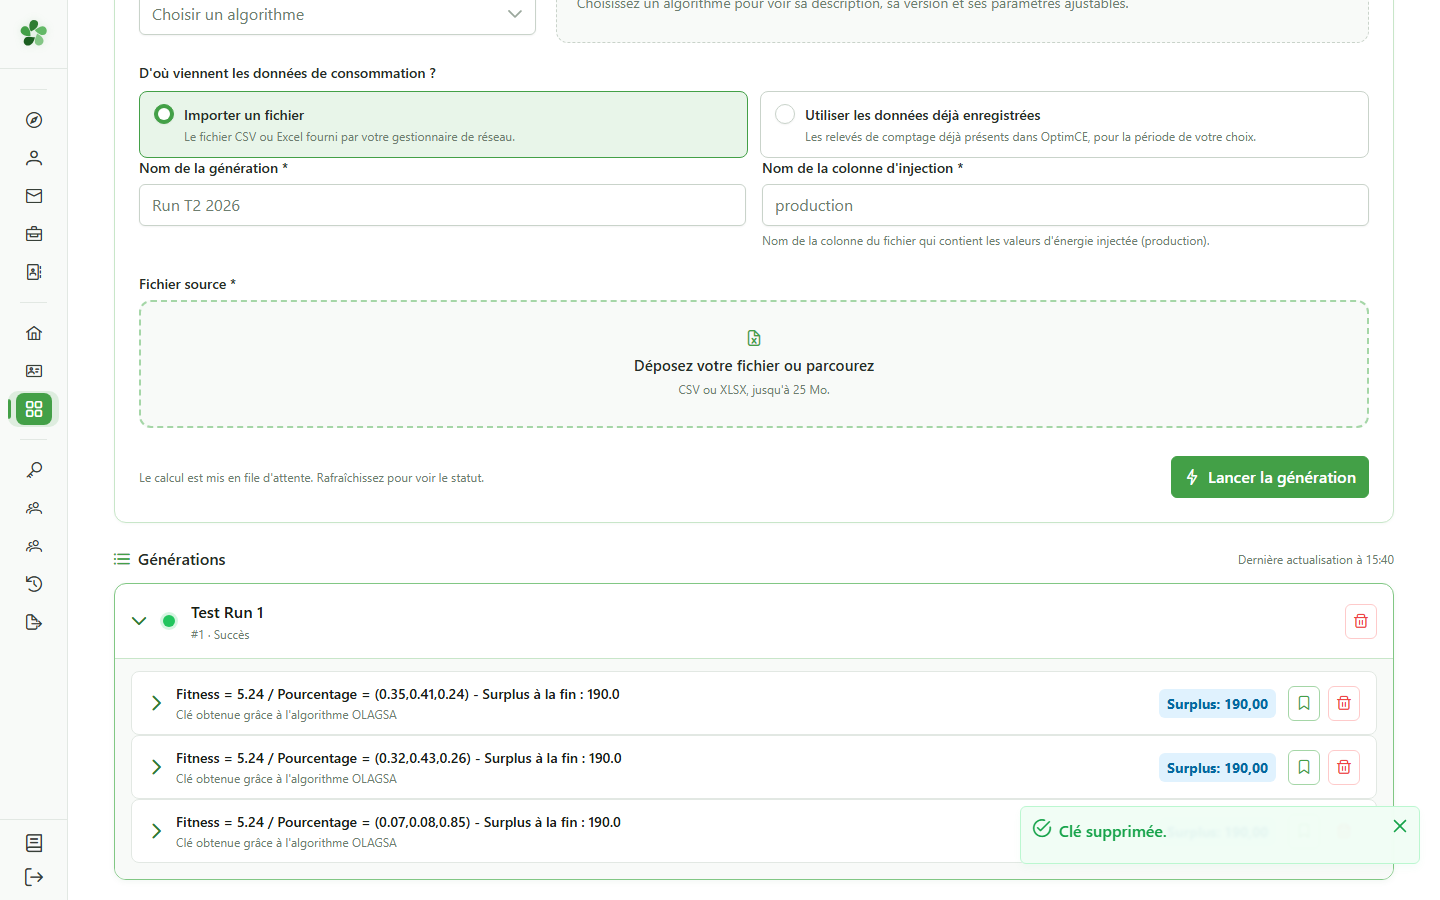 Choisir un algorithme
Choisissez un algorithme pour voir sa description, sa version et ses paramètres ajustables.
D'où viennent les données de consommation ?
Importer un fichier
Le fichier CSV ou Excel fourni par votre gestionnaire de réseau.
Utiliser les données déjà enregistrées
Les relevés de comptage déjà présents dans OptimCE, pour la période de votre choix.
Nom de la génération *
Run T2 2026
Nom de la colonne d'injection *
production
Nom de la colonne du fichier qui contient les valeurs d'énergie injectée (production).
Fichier source *
Déposez votre fichier ou parcourez
CSV ou XLSX, jusqu'à 25 Mo.
Le calcul est mis en file d'attente. Rafraîchissez pour voir le statut.
Lancer la génération
Générations
Dernière actualisation à 15:40
Test Run 1
#1 · Succès
Fitness = 5.24 / Pourcentage = (0.35,0.41,0.24) - Surplus à la fin : 190.0
Clé obtenue grâce à l'algorithme OLAGSA
Surplus: 190,00
Fitness = 5.24 / Pourcentage = (0.32,0.43,0.26) - Surplus à la fin : 190.0
Clé obtenue grâce à l'algorithme OLAGSA
Surplus: 190,00
Fitness = 5.24 / Pourcentage = (0.07,0.08,0.85) - Surplus à la fin : 190.0
Clé obtenue grâce à l'algorithme OLAGSA
Clé supprimée.